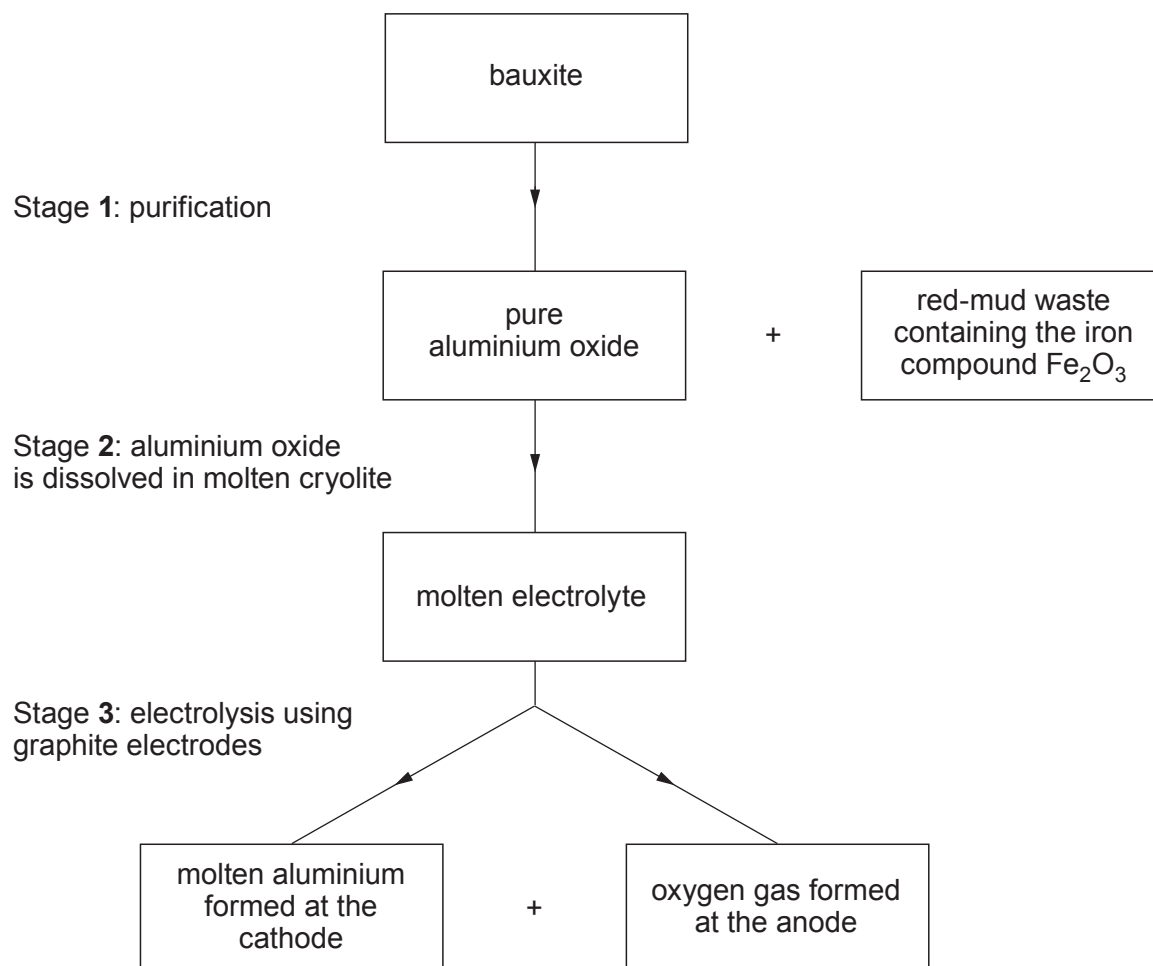 bauxite
Stage 1: purification
pure
aluminium oxide
+
red-mud waste
containing the iron
compound Fe₂O₃
Stage 2: aluminium oxide
is dissolved in molten cryolite
molten electrolyte
Stage 3: electrolysis using
graphite electrodes
molten aluminium
formed at the
cathode
+
oxygen gas formed
at the anode